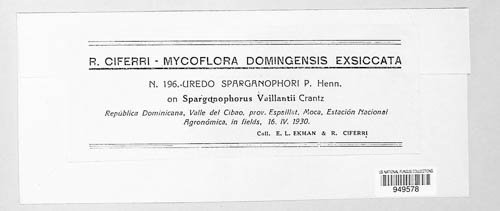 R. CIFERRI - MYCOFLORA DOMINGENSIS EXSICCATA
N. 196.-UREDO SPARGANOPHORI P. Henn.
on Sparganophorus Vaillantii Crantz
República Dominicana, Valle del Cibao, prov. Espaillat, Moca, Estación Nacional
Agronómica, in fields, 16. IV. 1930.
Coll. E. L. EKMAN & R. CIFERRI
US NATIONAL FUNGUS COLLECTIONS
949578